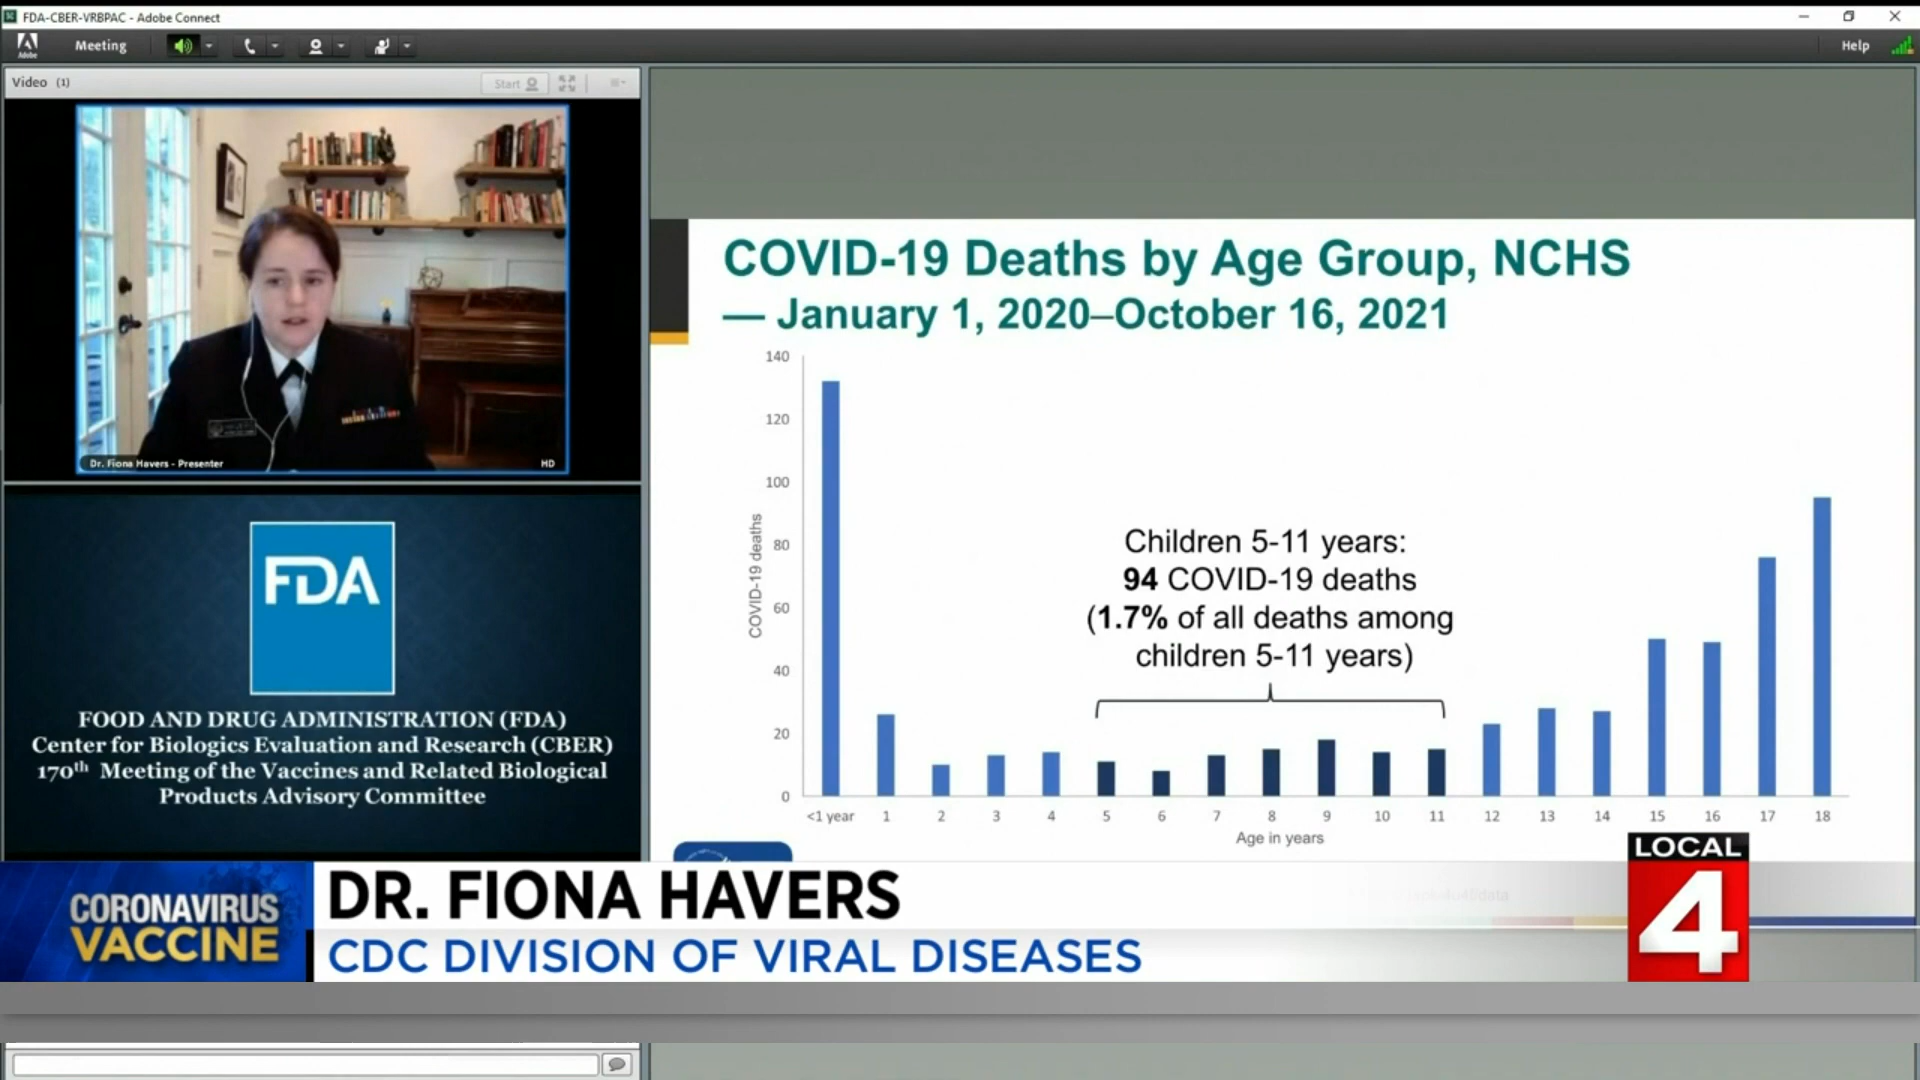 FDA-CBER-VRBPAC - Adobe Connect
Adobe
Meeting
Help
Video (1)
Start
Dr. Fiona Havers - Presenter
HD
FDA
FOOD AND DRUG ADMINISTRATION (FDA)
Center for Biologics Evaluation and Research (CBER)
170th Meeting of the Vaccines and Related Biological
Products Advisory Committee
COVID-19 Deaths by Age Group, NCHS
— January 1, 2020–October 16, 2021
140
120
100
80
60
40
20
0
COVID-19 deaths
Children 5-11 years:
94 COVID-19 deaths
(1.7% of all deaths among
children 5-11 years)
<1 year 1 2 3 4 5 6 7 8 9 10 11 12 13 14 15 16 17 18
Age in years
CORONAVIRUS
VACCINE
DR. FIONA HAVERS
CDC DIVISION OF VIRAL DISEASES
LOCAL
4